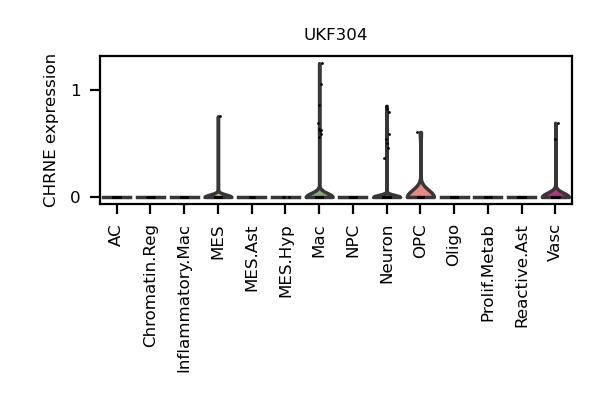 UKF304
CHRNE expression
1
0
AC
Chromatin.Reg
Inflammatory.Mac
MES
MES.Ast
MES.Hyp
Mac
NPC
Neuron
OPC
Oligo
Prolif.Metab
Reactive.Ast
Vasc